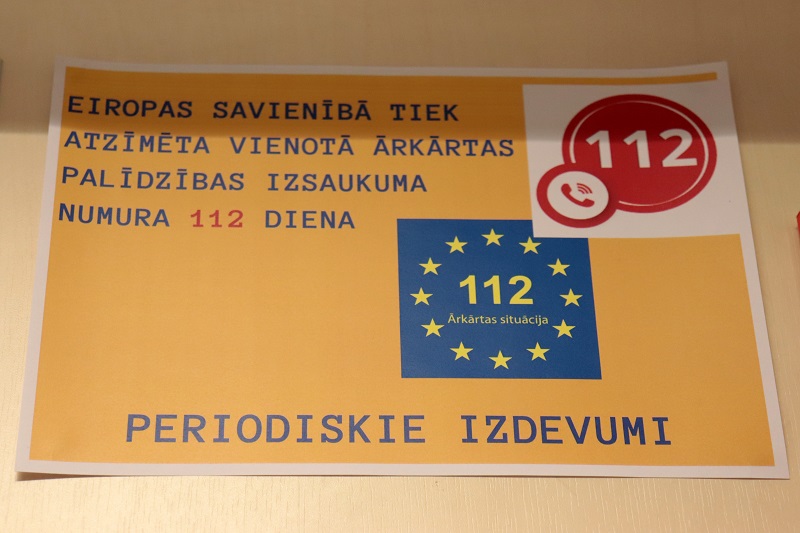 EIROPAS SAVIENĪBĀ TIEK
ATZĪMĒTA VIENOTĀ ĀRKĀRTAS
PALĪDZĪBAS IZSAUKUMA
NUMURA 112 DIENA
112
112
Ārkārtas situācija
PERIODISKIE IZDEVUMI